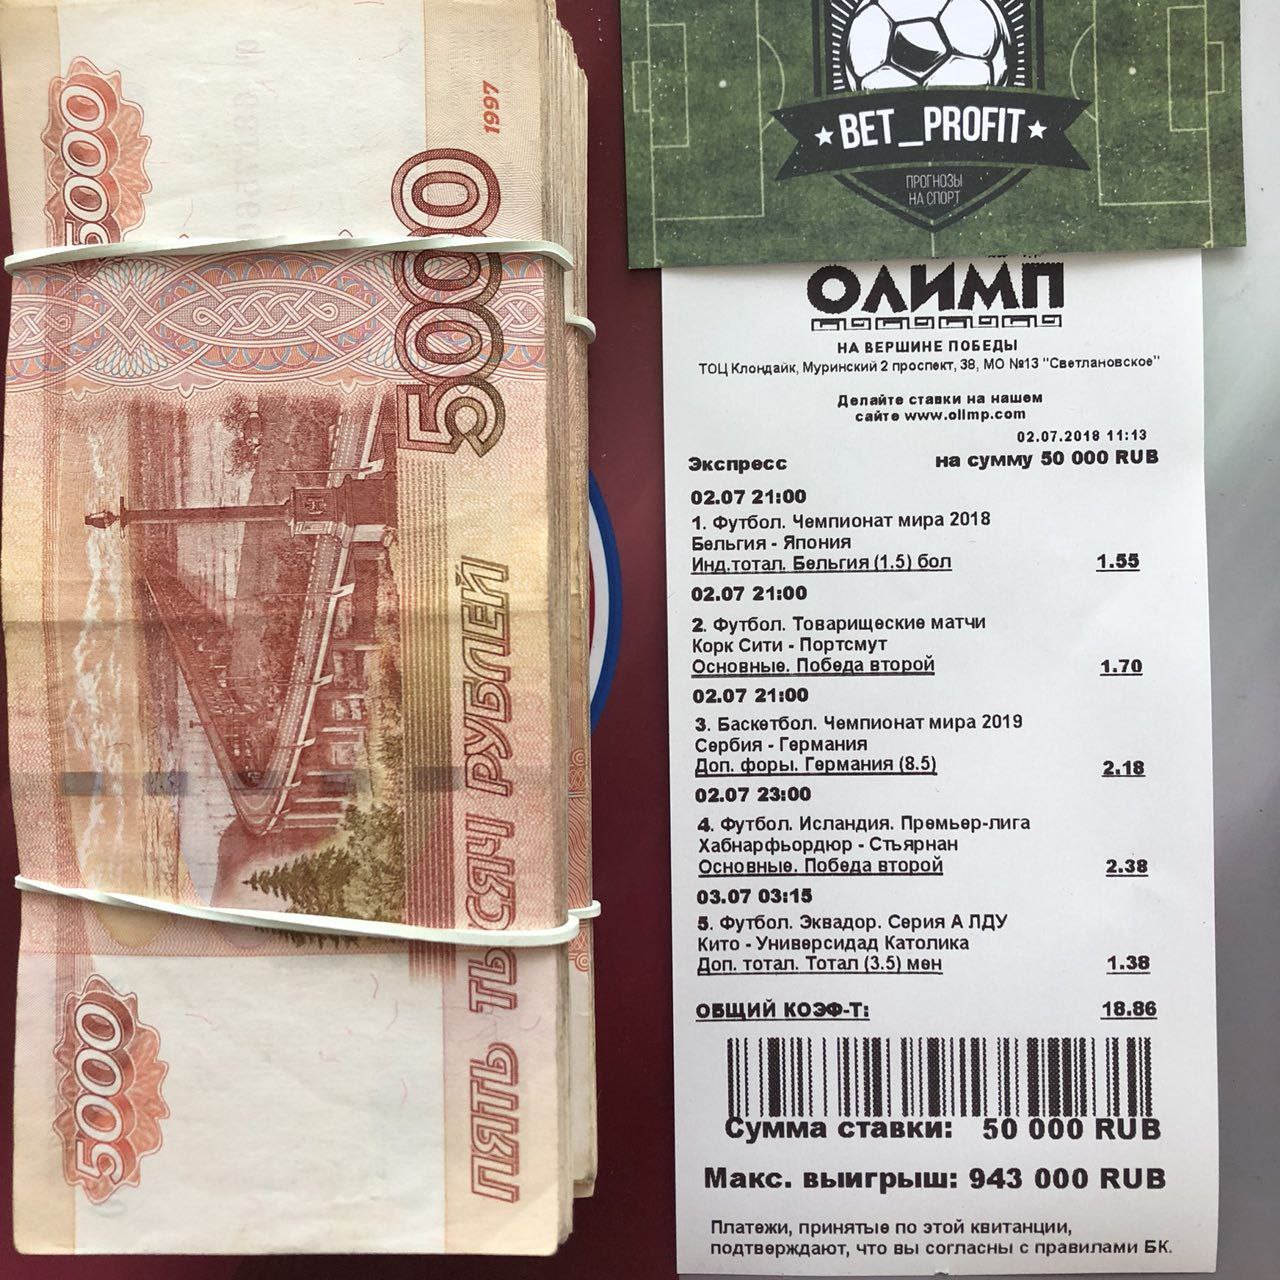 5000
1997
5000
ПЯТЬ ТЫСЯЧ РУБЛЕЙ
5000
BET_PROFIT
ПРОГНОЗЫ
НА СПОРТ
ОЛИМП
НА ВЕРШИНЕ ПОБЕДЫ
ТОЦ Клондайк, Муринский 2 проспект, 38, МО №13 "Светлановское"
Делайте ставки на нашем
сайте www.olimp.com
02.07.2018 11:13
Экспресс на сумму 50 000 RUB
02.07 21:00
1. Футбол. Чемпионат мира 2018
Бельгия - Япония
Инд.тотал. Бельгия (1.5) бол 1.55
02.07 21:00
2. Футбол. Товарищеские матчи
Корк Сити - Портсмут
Основные. Победа второй 1.70
02.07 21:00
3. Баскетбол. Чемпионат мира 2019
Сербия - Германия
Доп. форы. Германия (8.5) 2.18
02.07 23:00
4. Футбол. Исландия. Премьер-лига
Хабнарфьордюр - Стьярнан
Основные. Победа второй 2.38
03.07 03:15
5. Футбол. Эквадор. Серия А ЛДУ
Кито - Универсидад Католика
Доп. тотал. Тотал (3.5) мен 1.38
ОБЩИЙ КОЭФ-Т: 18.86
Сумма ставки: 50 000 RUB
Макс. выигрыш: 943 000 RUB
Платежи, принятые по этой квитанции,
подтверждают, что вы согласны с правилами БК.